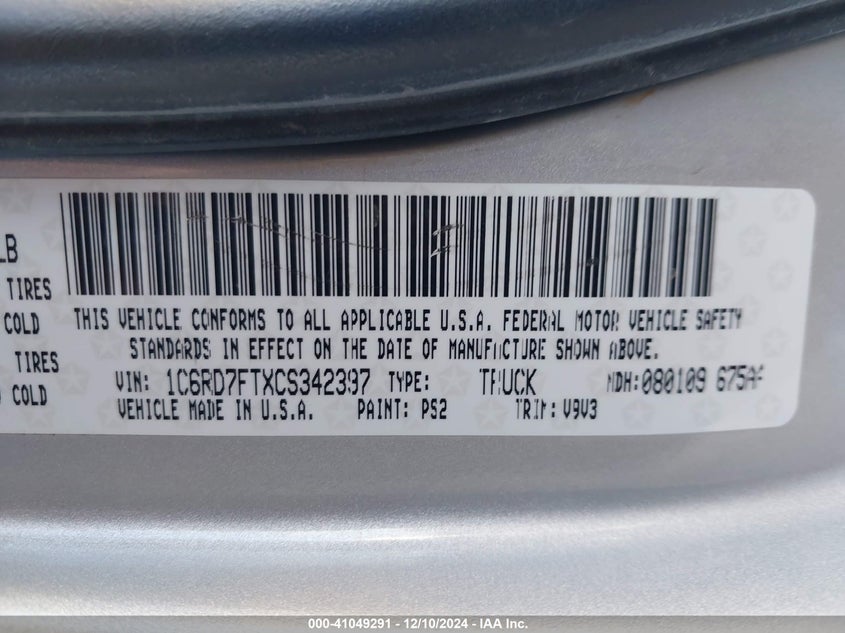 LB
TIRES
COLD
TIRES
COLD
THIS VEHICLE CONFORMS TO ALL APPLICABLE U.S.A. FEDERAL MOTOR VEHICLE SAFETY
STANDARDS IN EFFECT ON THE DATE OF MANUFACTURE SHOWN ABOVE.
VIN: 1C6RD7FTXCS342397 TYPE: TRUCK MDH:080109 675AF
VEHICLE MADE IN U.S.A. PAINT: PS2 TRIM: V9V3
000-41049291 - 12/10/2024 - IAA Inc.